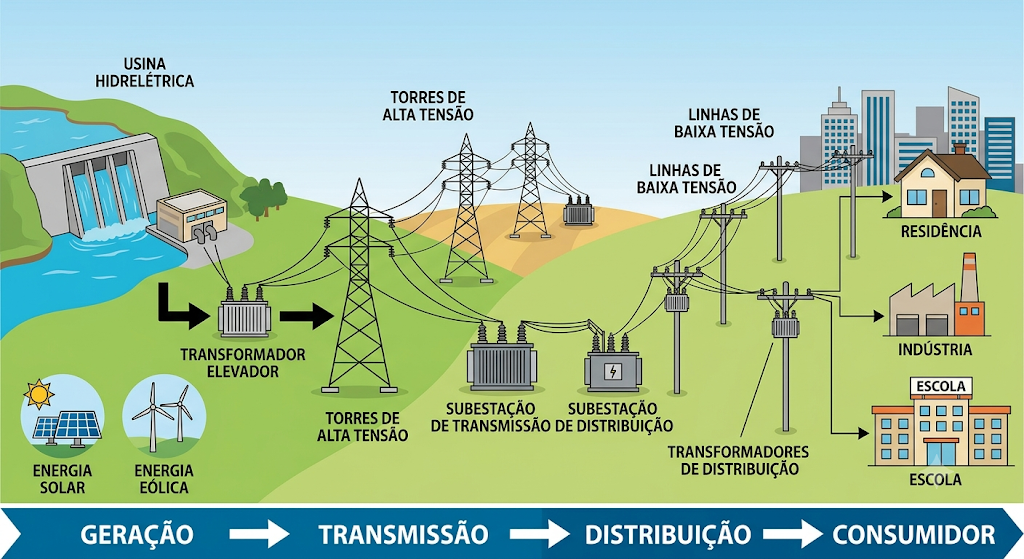 USINA
HIDRELÉTRICA
TORRES DE
ALTA TENSÃO
LINHAS DE
BAIXA TENSÃO
LINHAS DE
BAIXA TENSÃO
RESIDÊNCIA
TRANSFORMADOR
ELEVADOR
INDÚSTRIA
TORRES DE
ALTA TENSÃO
SUBESTAÇÃO
DE TRANSMISSÃO
SUBESTAÇÃO
DE DISTRIBUIÇÃO
TRANSFORMADORES
DE DISTRIBUIÇÃO
ESCOLA
ESCOLA
ENERGIA
SOLAR
ENERGIA
EÓLICA
GERAÇÃO
TRANSMISSÃO
DISTRIBUIÇÃO
CONSUMIDOR